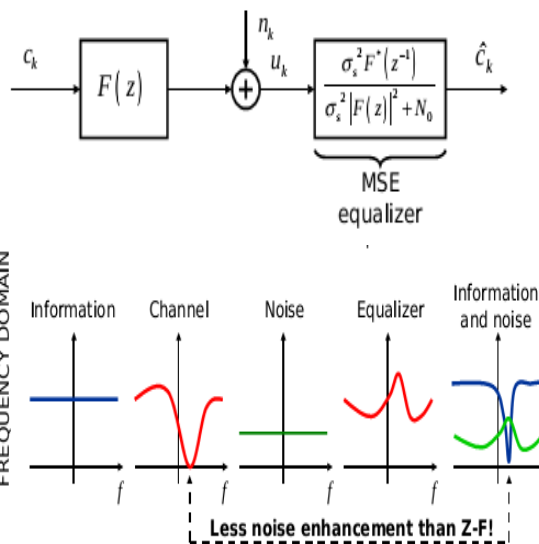 n_k
c_k
u_k
Ĉ_k
F(z)
+
σ_s²F*(z⁻¹)
σ_s²|F(z)|²+N₀
MSE
equalizer
FREQUENCY DOMAIN
Information Channel Noise Equalizer Information
and noise
f f f f f
Less noise enhancement than Z-F!